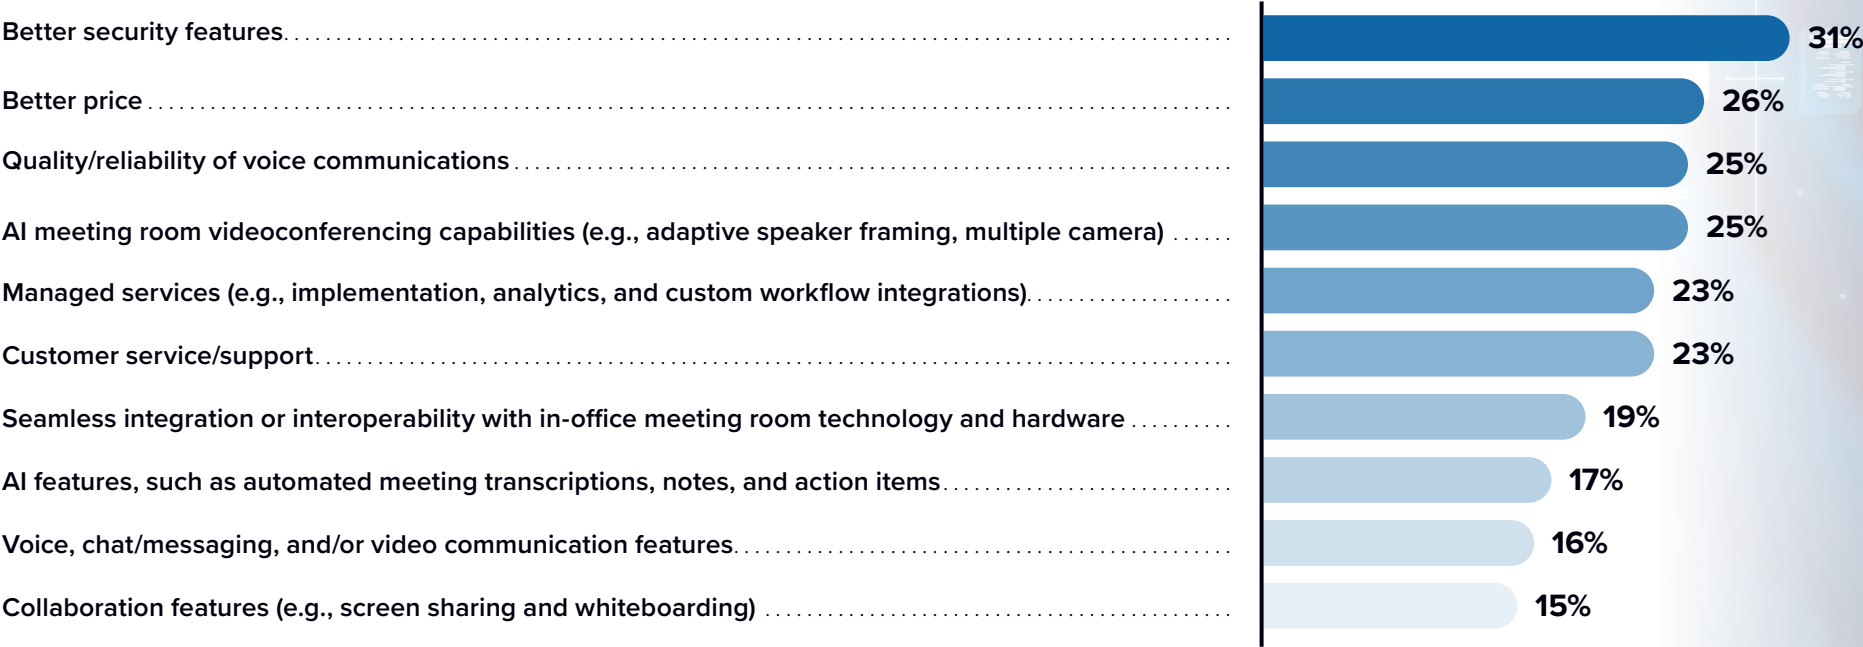 Better security features 31%
Better price 26%
Quality/reliability of voice communications 25%
AI meeting room videoconferencing capabilities (e.g., adaptive speaker framing, multiple camera) 25%
Managed services (e.g., implementation, analytics, and custom workflow integrations) 23%
Customer service/support 23%
Seamless integration or interoperability with in-office meeting room technology and hardware 19%
AI features, such as automated meeting transcriptions, notes, and action items 17%
Voice, chat/messaging, and/or video communication features 16%
Collaboration features (e.g., screen sharing and whiteboarding) 15%